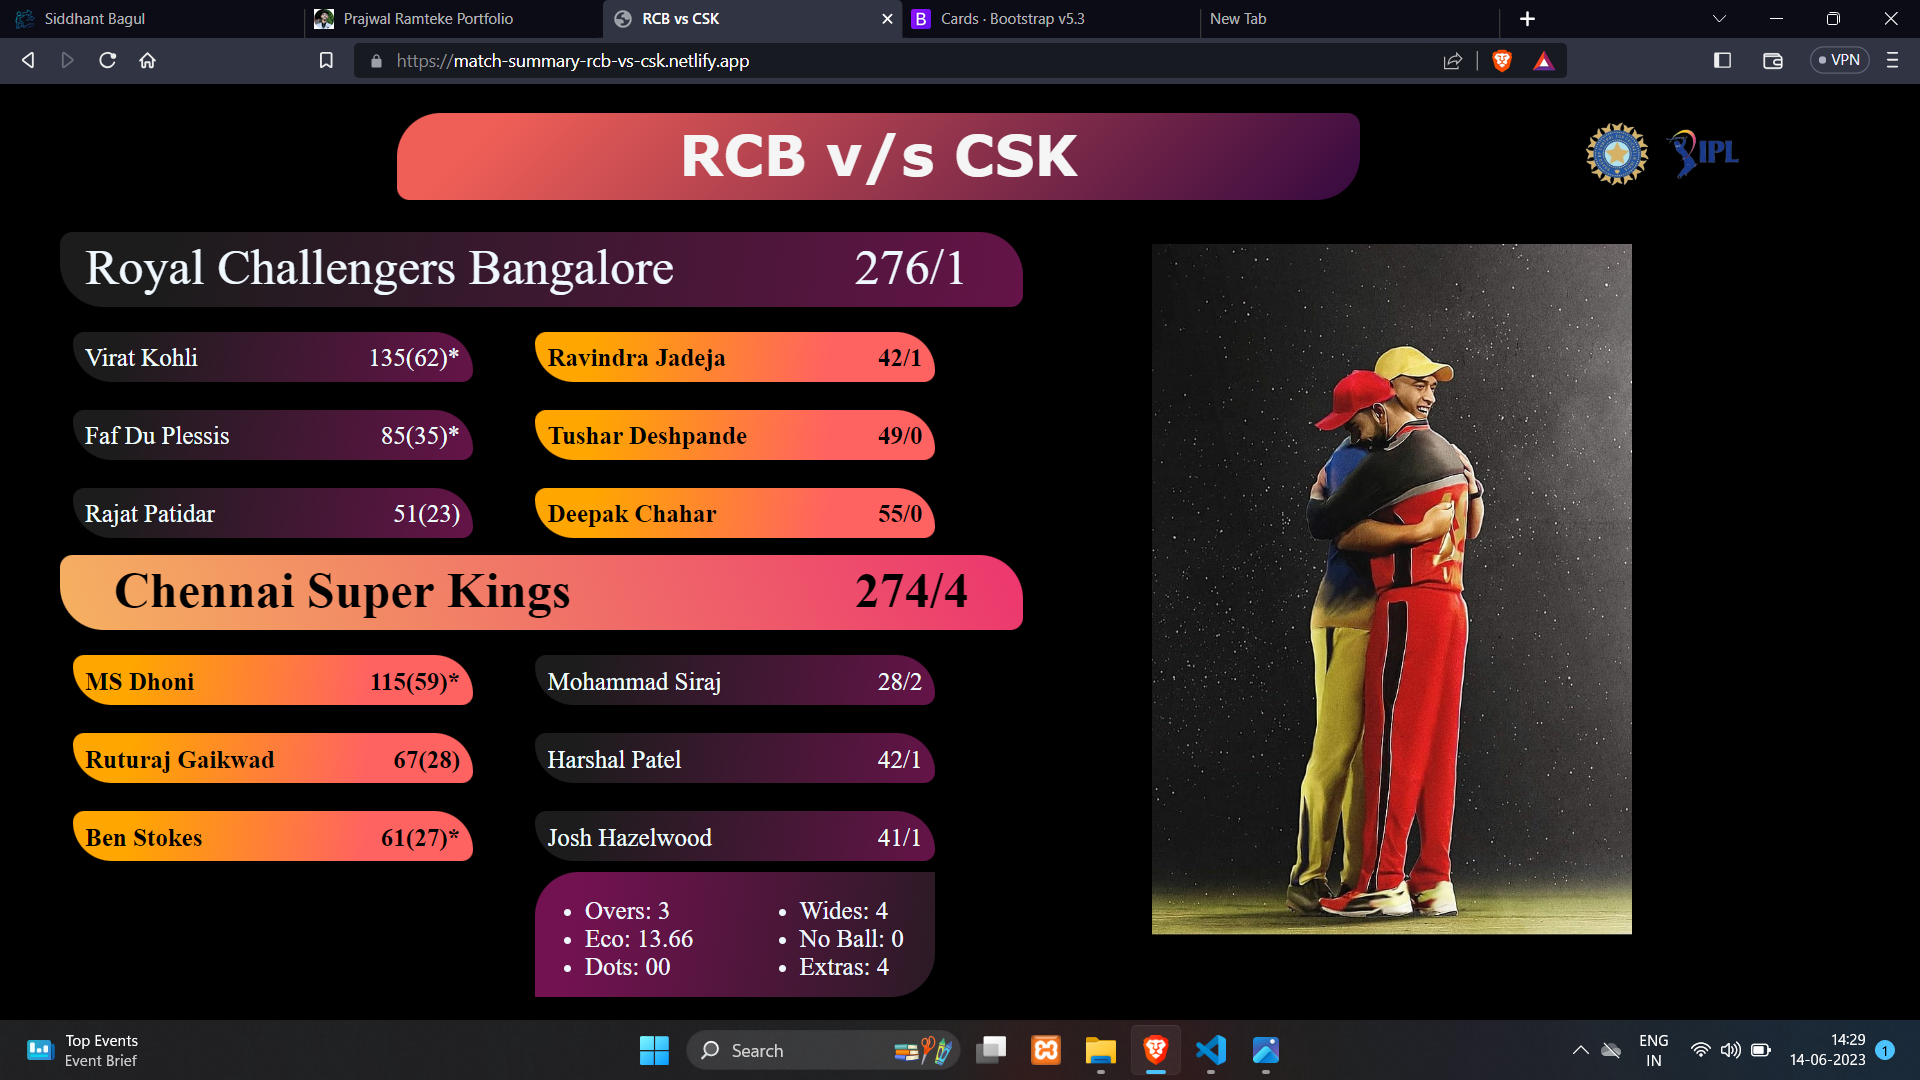 Siddhant Bagul
Prajwal Ramteke Portfolio
RCB vs CSK
B
Cards · Bootstrap v5.3
New Tab
https://match-summary-rcb-vs-csk.netlify.app
VPN
RCB v/s CSK
IPL
Royal Challengers Bangalore 276/1
Virat Kohli 135(62)*
Ravindra Jadeja 42/1
Faf Du Plessis 85(35)*
Tushar Deshpande 49/0
Rajat Patidar 51(23)
Deepak Chahar 55/0
Chennai Super Kings 274/4
MS Dhoni 115(59)*
Mohammad Siraj 28/2
Ruturaj Gaikwad 67(28)
Harshal Patel 42/1
Ben Stokes 61(27)*
Josh Hazelwood 41/1
• Overs: 3
• Eco: 13.66
• Dots: 00
• Wides: 4
• No Ball: 0
• Extras: 4
Top Events
Event Brief
Search
ENG
IN
14:29
14-06-2023
1